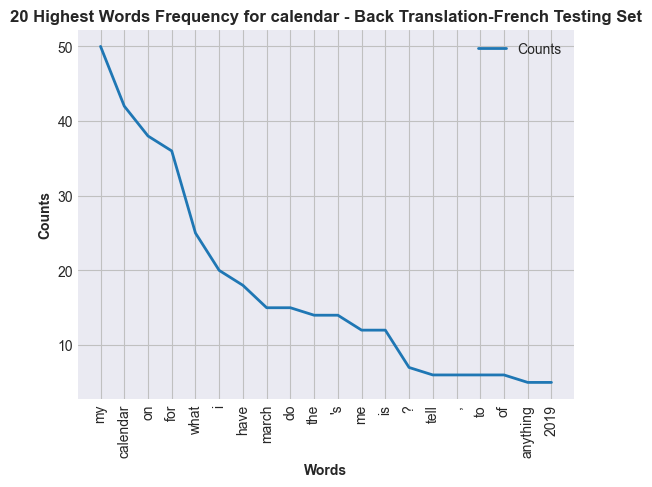 20 Highest Words Frequency for calendar - Back Translation-French Testing Set
Counts
50
40
30
20
10
Counts
my
calendar
on
for
what
i
have
march
do
the
's
me
is
?
tell
,
to
of
anything
2019
Words